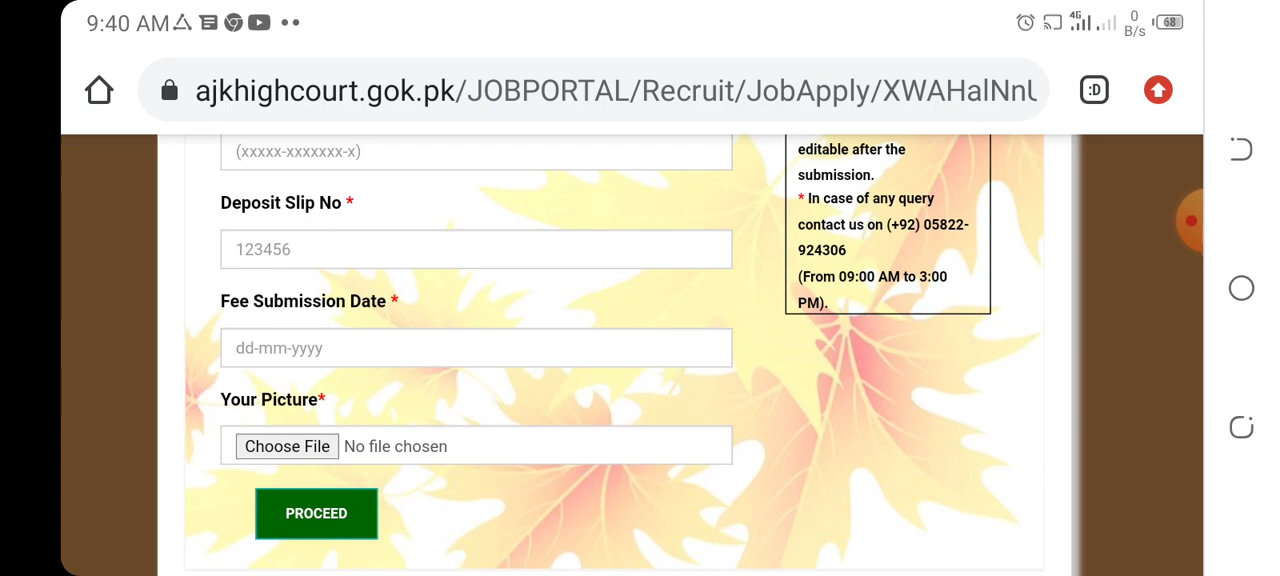 9:40 AM
4G
0
B/s
68
ajkhighcourt.gok.pk/JOBPORTAL/Recruit/JobApply/XWAHalNnU
:D
(xxxxx-xxxxxxx-x)
Deposit Slip No *
123456
Fee Submission Date *
dd-mm-yyyy
Your Picture*
Choose File No file chosen
PROCEED
editable after the
submission.
* In case of any query
contact us on (+92) 05822-
924306
(From 09:00 AM to 3:00
PM).